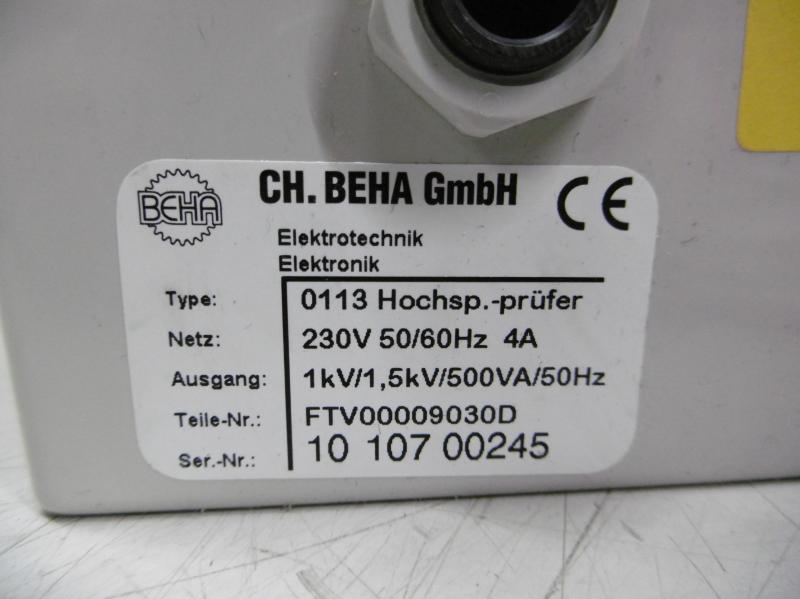 BEHA
CH. BEHA GmbH CE
Elektrotechnik
Elektronik
Type: 0113 Hochsp.-prüfer
Netz: 230V 50/60Hz 4A
Ausgang: 1kV/1,5kV/500VA/50Hz
Teile-Nr.: FTV00009030D
Ser.-Nr.: 10 107 00245